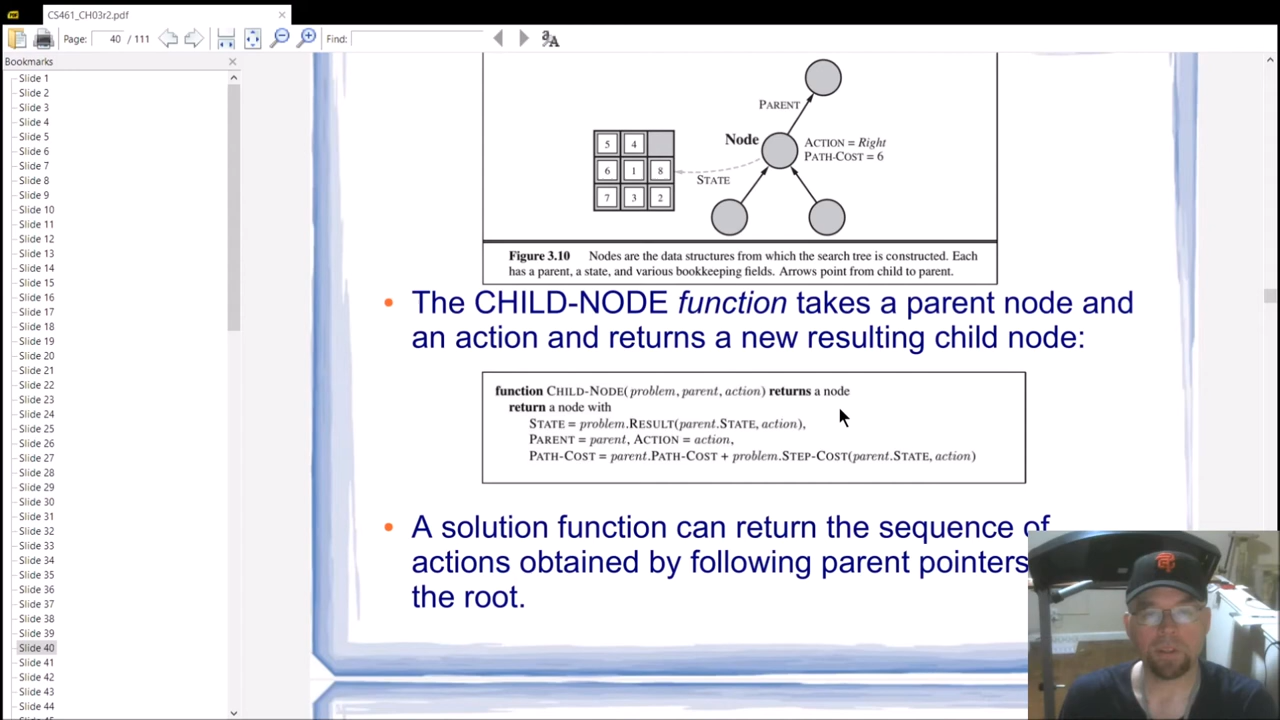 CS461_CH03r2.pdf
Page: 40 / 111 Find:
Bookmarks
Slide 1
Slide 2
Slide 3
Slide 4
Slide 5
Slide 6
Slide 7
Slide 8
Slide 9
Slide 10
Slide 11
Slide 12
Slide 13
Slide 14
Slide 15
Slide 16
Slide 17
Slide 18
Slide 19
Slide 20
Slide 21
Slide 22
Slide 23
Slide 24
Slide 25
Slide 26
Slide 27
Slide 28
Slide 29
Slide 30
Slide 31
Slide 32
Slide 33
Slide 34
Slide 35
Slide 36
Slide 37
Slide 38
Slide 39
Slide 40
Slide 41
Slide 42
Slide 43
Slide 44
PARENT
Node
ACTION = Right
PATH-COST = 6
STATE
5 4
6 1 8
7 3 2
Figure 3.10 Nodes are the data structures from which the search tree is constructed. Each
has a parent, a state, and various bookkeeping fields. Arrows point from child to parent.
• The CHILD-NODE function takes a parent node and
an action and returns a new resulting child node:
function CHILD-NODE(problem, parent, action) returns a node
return a node with
STATE = problem.RESULT(parent.STATE, action),
PARENT = parent, ACTION = action,
PATH-COST = parent.PATH-COST + problem.STEP-COST(parent.STATE, action)
• A solution function can return the sequence of
actions obtained by following parent pointers
the root.